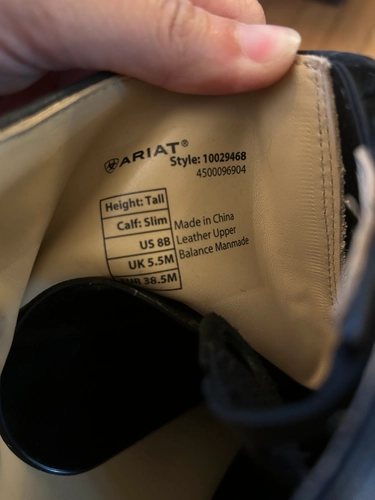 ARIAT®
Style: 10029468
4500096904
Height: Tall
Calf: Slim
US 8B
UK 5.5M
38.5M
Made in China
Leather Upper
Balance Manmade